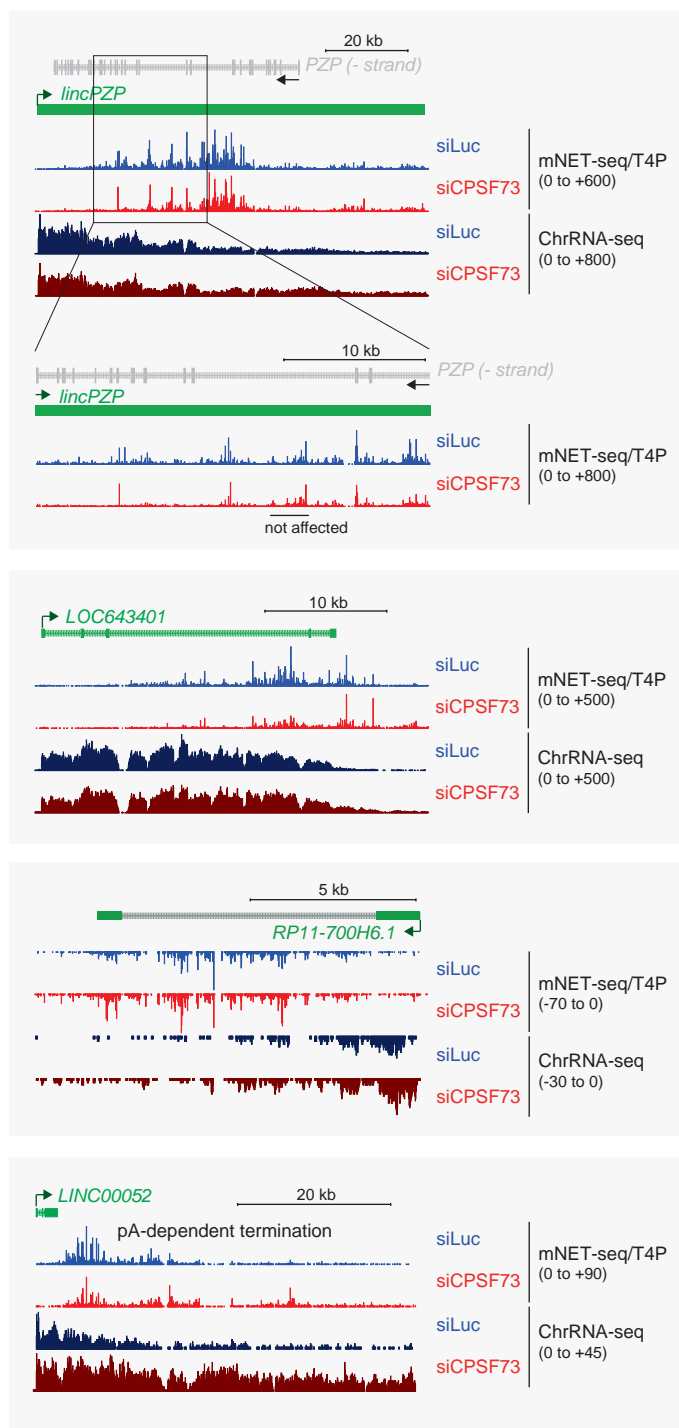 20 kb
PZP (- strand)
lincPZP
siLuc
siCPSF73
mNET-seq/T4P
(0 to +600)
siLuc
siCPSF73
ChrRNA-seq
(0 to +800)
10 kb
PZP (- strand)
lincPZP
siLuc
siCPSF73
mNET-seq/T4P
(0 to +800)
not affected
10 kb
LOC643401
siLuc
siCPSF73
mNET-seq/T4P
(0 to +500)
siLuc
siCPSF73
ChrRNA-seq
(0 to +500)
5 kb
RP11-700H6.1
siLuc
siCPSF73
mNET-seq/T4P
(-70 to 0)
siLuc
siCPSF73
ChrRNA-seq
(-30 to 0)
LINC00052
20 kb
pA-dependent termination
siLuc
siCPSF73
mNET-seq/T4P
(0 to +90)
siLuc
siCPSF73
ChrRNA-seq
(0 to +45)